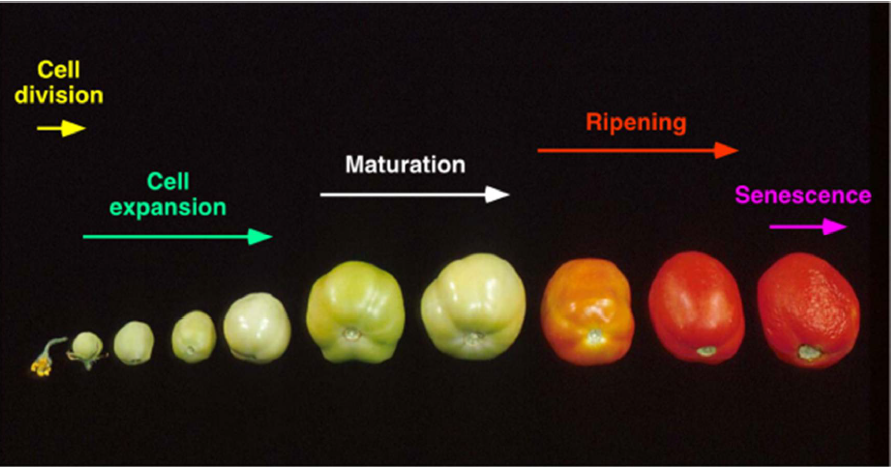 Cell
division
Cell
expansion
Maturation
Ripening
Senescence